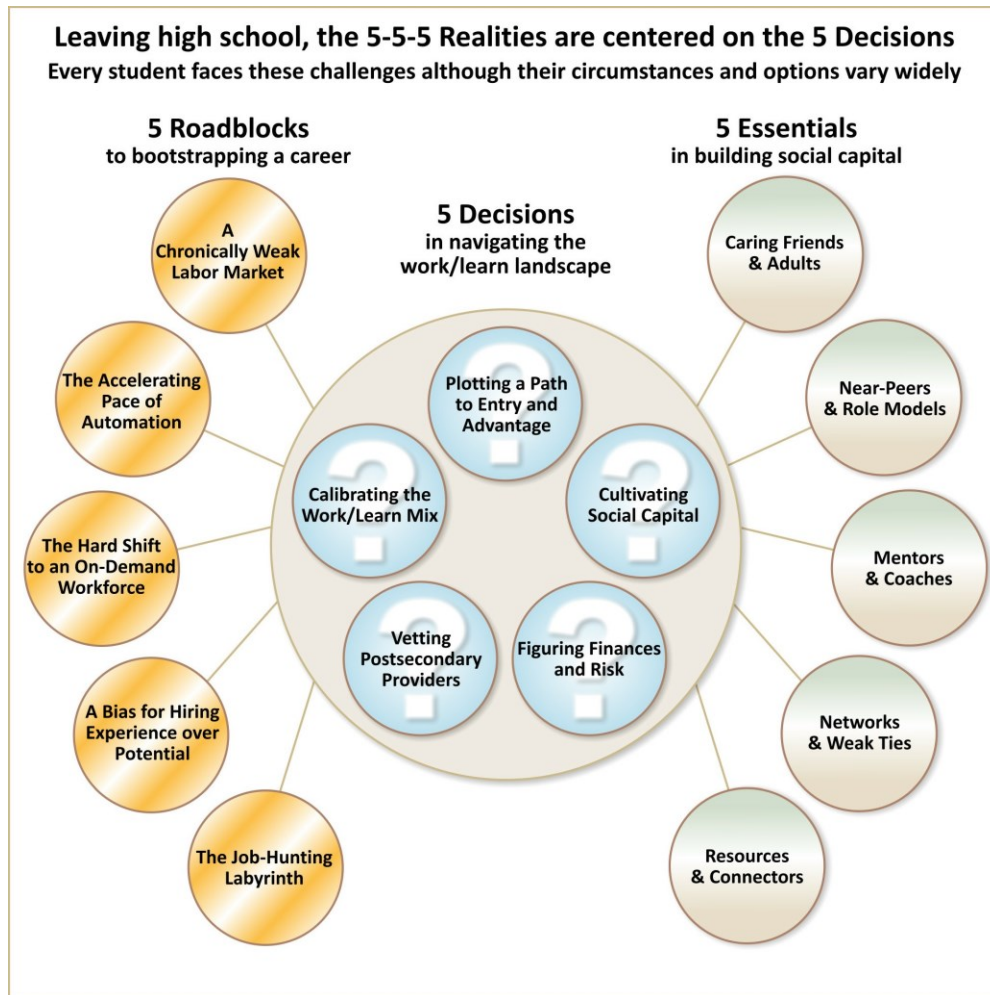 Leaving high school, the 5-5-5 Realities are centered on the 5 Decisions
Every student faces these challenges although their circumstances and options vary widely
5 Roadblocks
to bootstrapping a career
A
Chronically Weak
Labor Market
The Accelerating
Pace of
Automation
The Hard Shift
to an On-Demand
Workforce
A Bias for Hiring
Experience over
Potential
The Job-Hunting
Labyrinth
5 Decisions
in navigating the
work/learn landscape
?
Plotting a Path
to Entry and
Advantage
?
Calibrating the
Work/Learn Mix
?
Cultivating
Social Capital
?
Vetting
Postsecondary
Providers
?
Figuring Finances
and Risk
5 Essentials
in building social capital
Caring Friends
& Adults
Near-Peers
& Role Models
Mentors
& Coaches
Networks
& Weak Ties
Resources
& Connectors